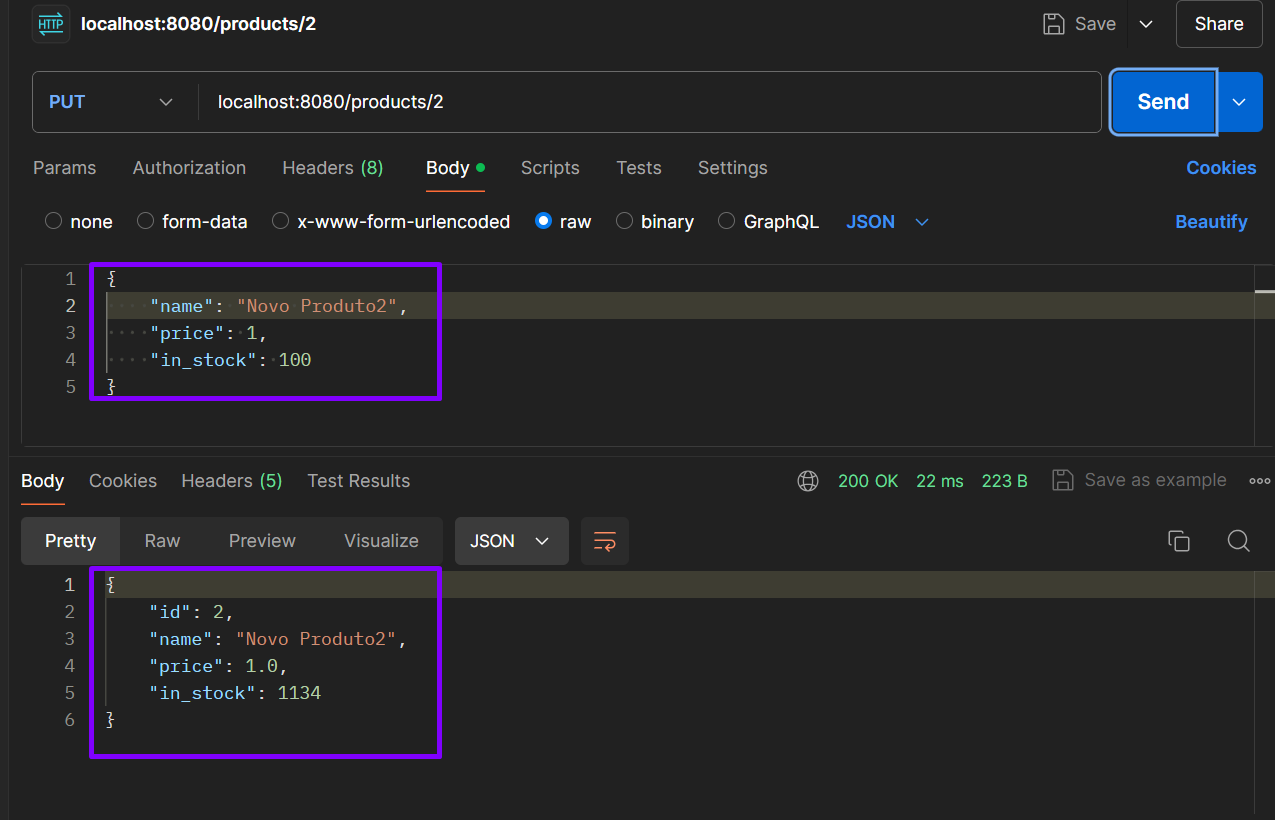 HTTP localhost:8080/products/2 Save Share
PUT localhost:8080/products/2 Send
Params Authorization Headers (8) Body Scripts Tests Settings Cookies
none form-data x-www-form-urlencoded raw binary GraphQL JSON Beautify
1 {
2 "name": "Novo Produto2",
3 "price": 1,
4 "in_stock": 100
5 }
Body Cookies Headers (5) Test Results 200 OK 22 ms 223 B Save as example
Pretty Raw Preview Visualize JSON
1 {
2 "id": 2,
3 "name": "Novo Produto2",
4 "price": 1.0,
5 "in_stock": 1134
6 }